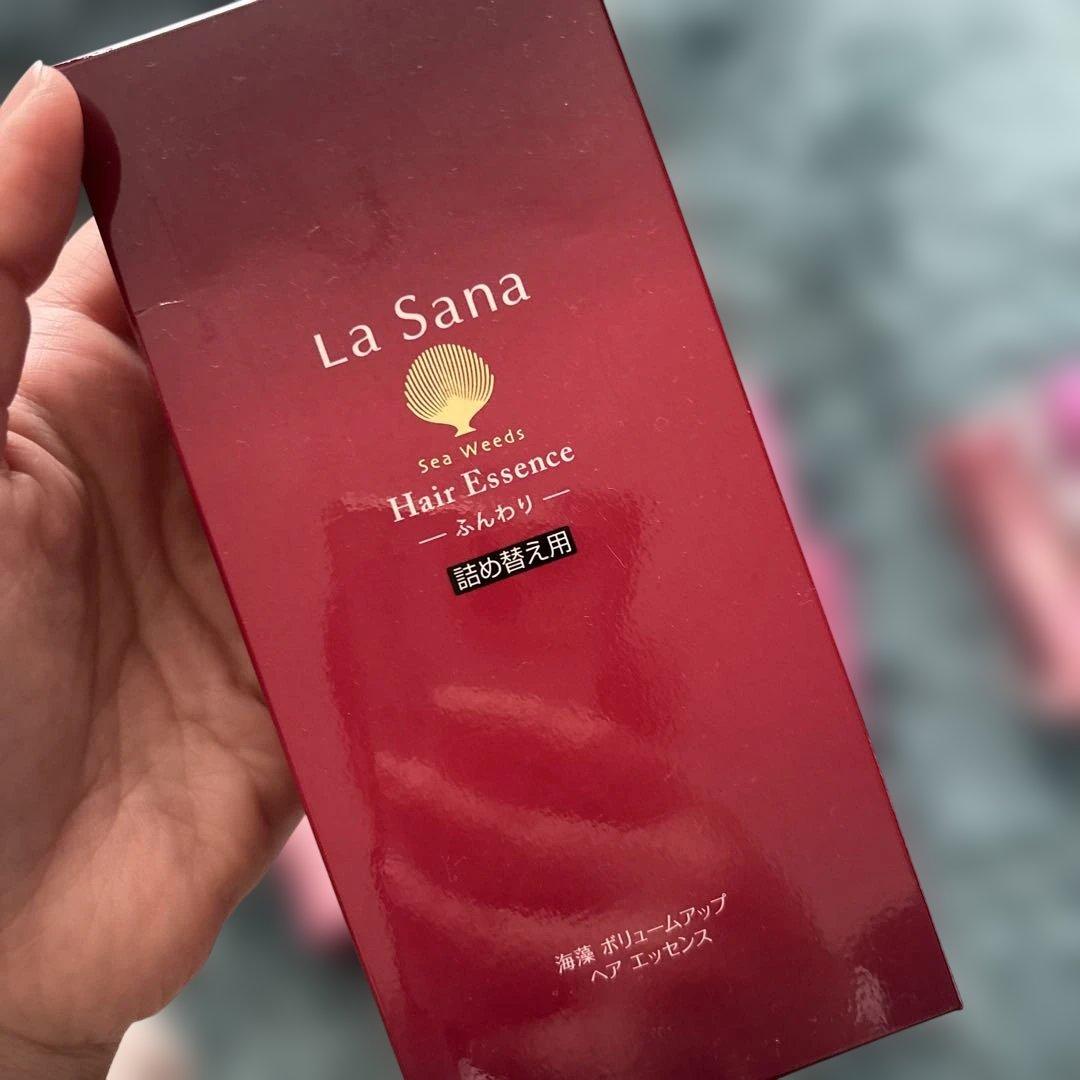 La Sana
Sea Weeds
Hair Essence
— ふんわり —
詰め替え用
海藻 ボリュームアップ
ヘア エッセンス